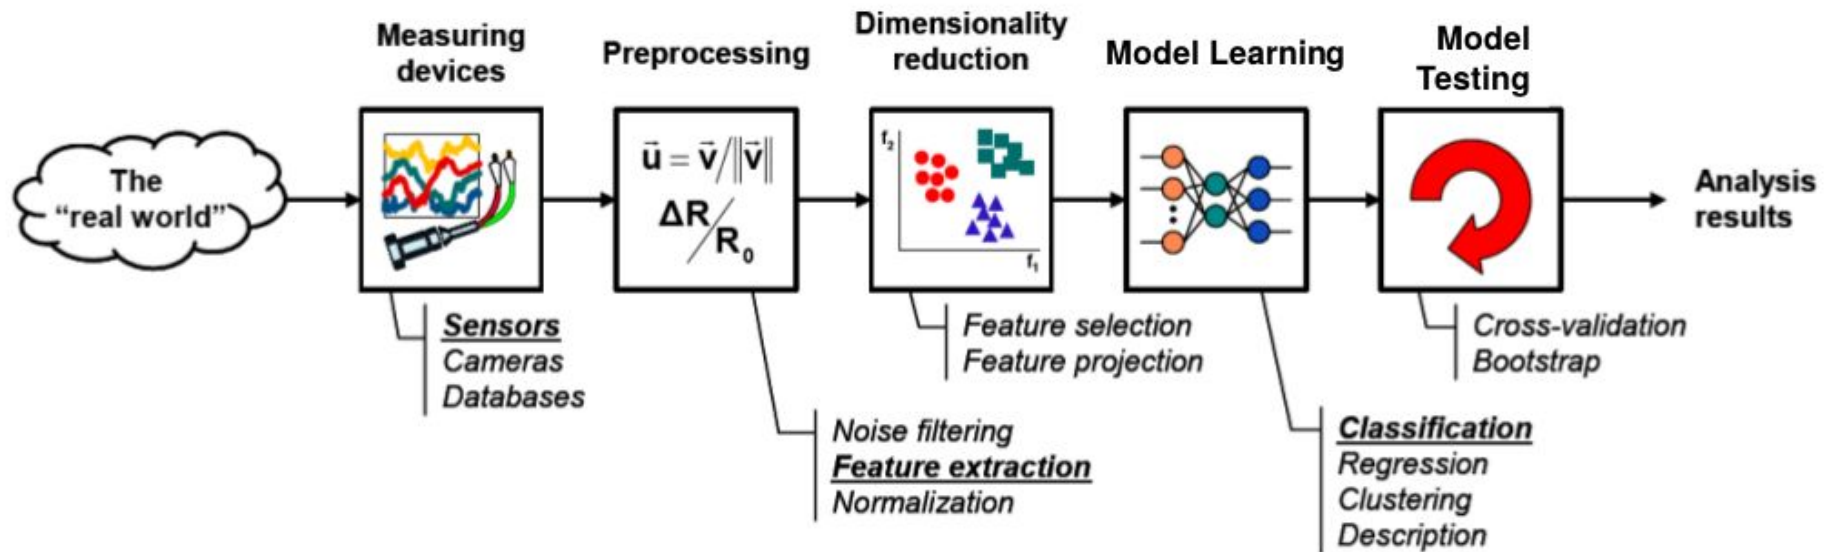 Measuring
devices
Preprocessing
Dimensionality
reduction
Model Learning
Model
Testing
The
“real world”
u⃗ = v⃗/||v⃗||
ΔR/R₀
f₂
f₁
Analysis
results
Sensors
Cameras
Databases
Noise filtering
Feature extraction
Normalization
Feature selection
Feature projection
Classification
Regression
Clustering
Description
Cross-validation
Bootstrap